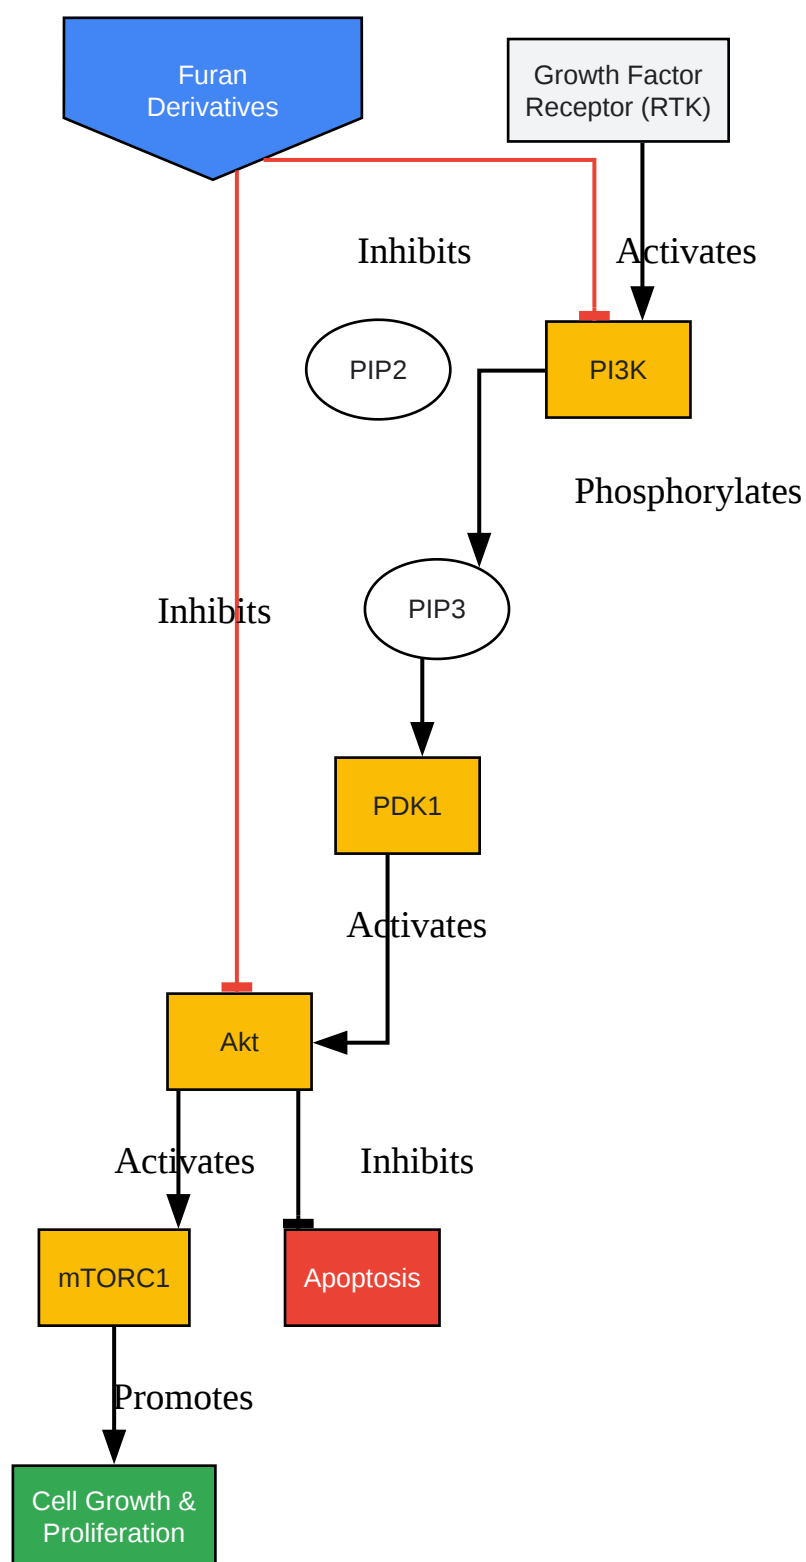 Furan
Derivatives
Growth Factor
Receptor (RTK)
Inhibits
Activates
PIP2
PI3K
Phosphorylates
Inhibits
PIP3
PDK1
Activates
Akt
Activates
Inhibits
mTORC1
Apoptosis
Promotes
Cell Growth &
Proliferation